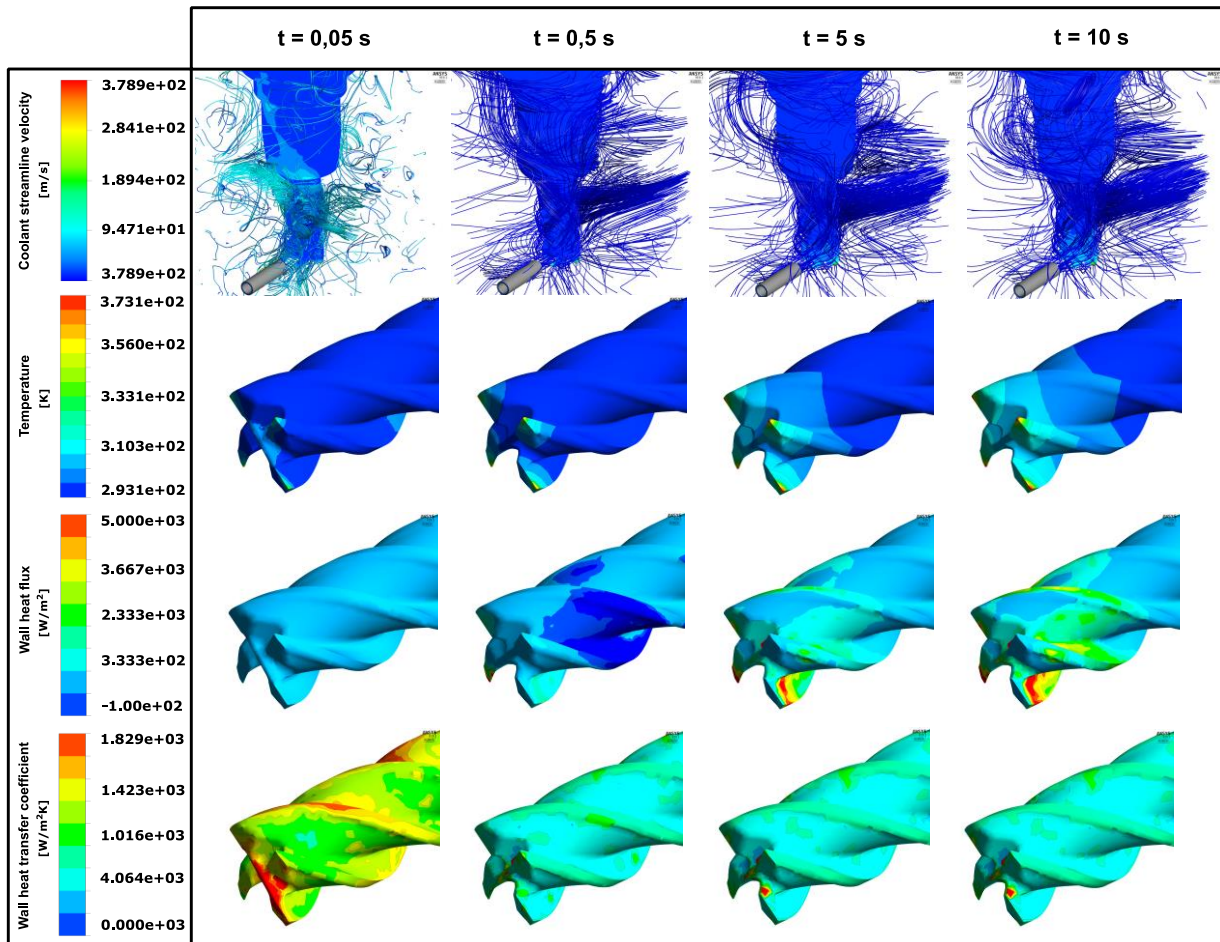 t = 0,05 s
t = 0,5 s
t = 5 s
t = 10 s
Coolant streamline velocity
[m/s]
3.789e+02
2.841e+02
1.894e+02
9.471e+01
3.789e+02
ANSYS
ANSYS
ANSYS
ANSYS
Temperature
[K]
3.731e+02
3.560e+02
3.331e+02
3.103e+02
2.931e+02
Wall heat flux
[W/m²]
5.000e+03
3.667e+03
2.333e+03
3.333e+02
-1.00e+02
Wall heat transfer coefficient
[W/m²K]
1.829e+03
1.423e+03
1.016e+03
4.064e+03
0.000e+03